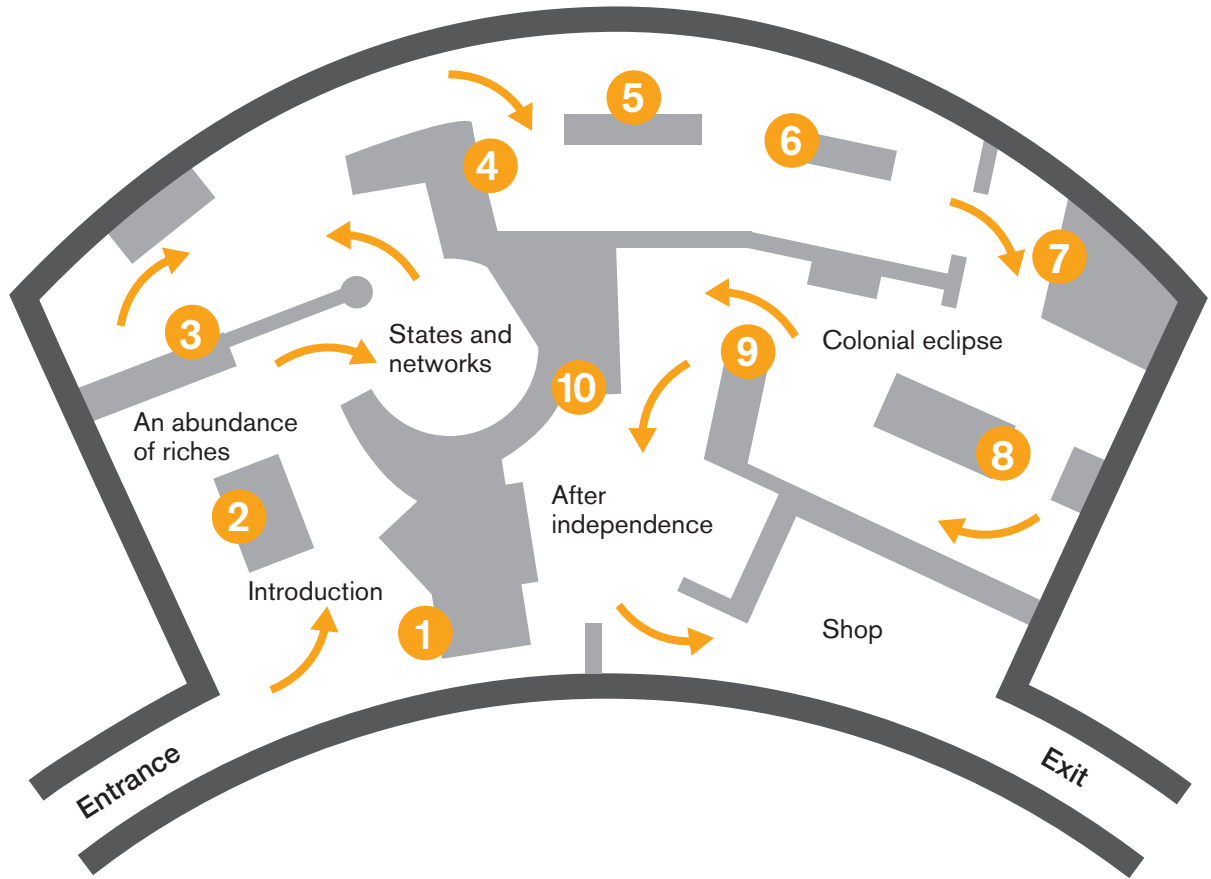 5
4
6
7
3
States and
networks
Colonial eclipse
9
10
An abundance
of riches
8
2
After
independence
Introduction
1
Shop
Entrance
Exit